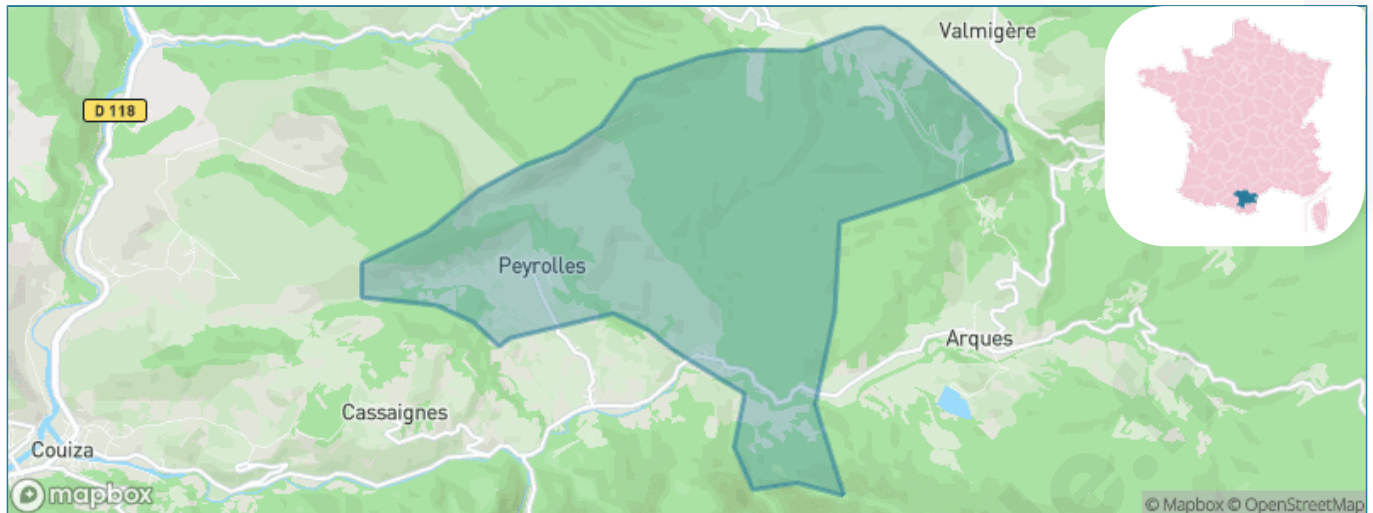 Valmigère
D 118
Peyrolles
Arques
Cassaignes
Couiza
mapbox
© Mapbox © OpenStreetMap